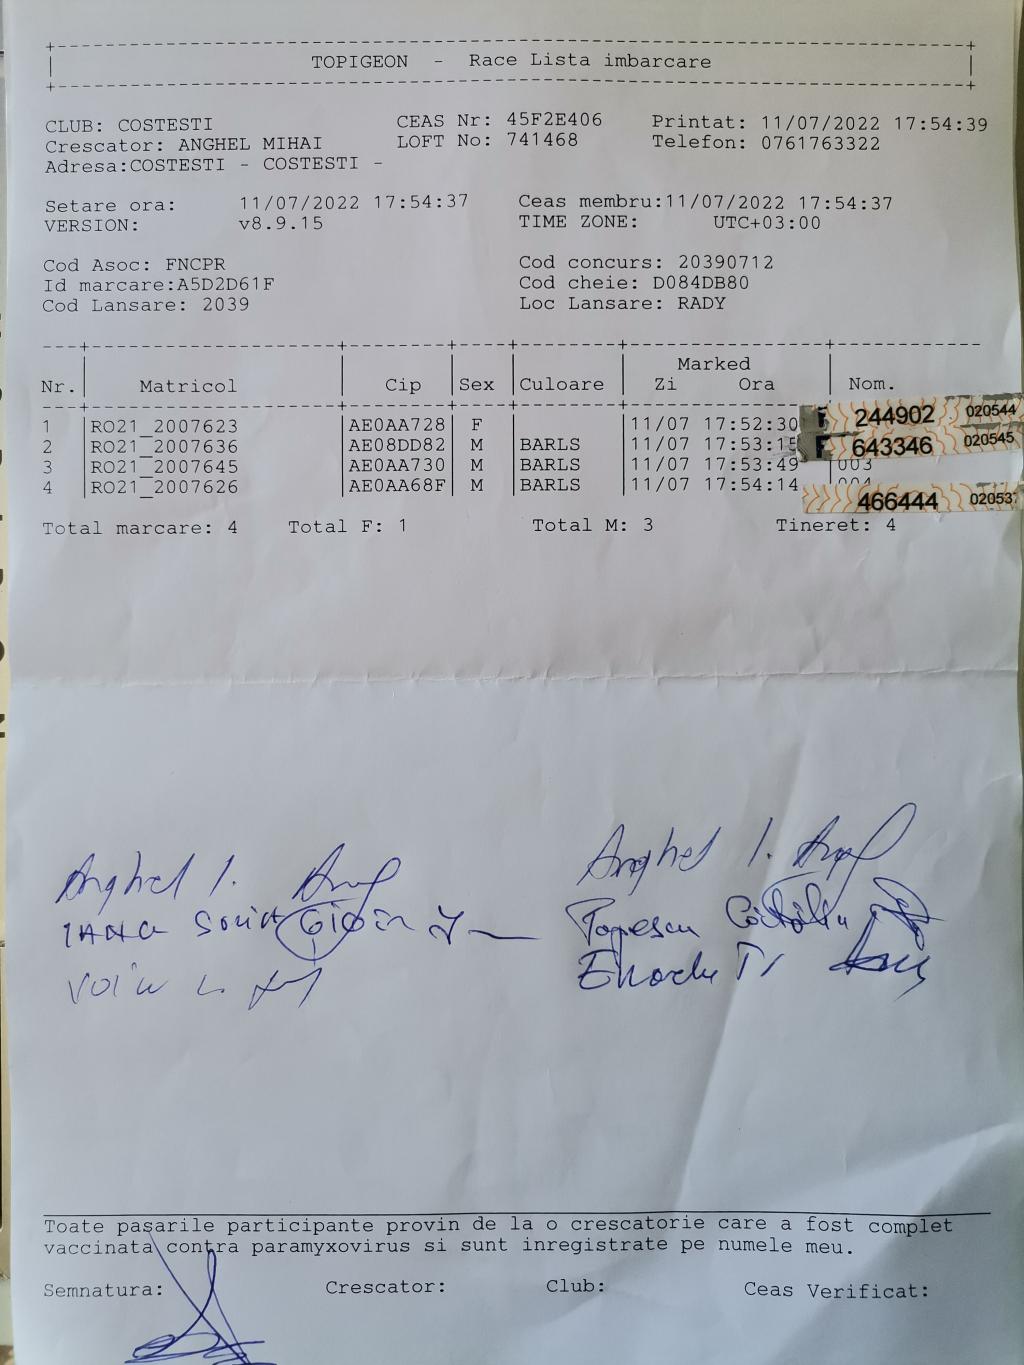 TOPIGEON - Race Lista imbarcare
CLUB: COSTESTI CEAS Nr: 45F2E406 Printat: 11/07/2022 17:54:39
Crescator: ANGHEL MIHAI LOFT No: 741468 Telefon: 0761763322
Adresa:COSTESTI - COSTESTI -
Setare ora: 11/07/2022 17:54:37 Ceas membru:11/07/2022 17:54:37
VERSION: v8.9.15 TIME ZONE: UTC+03:00
Cod Asoc: FNCPR Cod concurs: 20390712
Id marcare:A5D2D61F Cod cheie: D084DB80
Cod Lansare: 2039 Loc Lansare: RADY
Marked
Nr. Matricol Cip Sex Culoare Zi Ora Nom.
1 RO21_2007623 AE0AA728 F 11/07 17:52:30 244902 020544
2 RO21_2007636 AE08DD82 M BARLS 11/07 17:53:15 F 643346 020545
3 RO21_2007645 AE0AA730 M BARLS 11/07 17:53:49 003
4 RO21_2007626 AE0AA68F M BARLS 11/07 17:54:14 004
466444 020537
Total marcare: 4 Total F: 1 Total M: 3 Tineret: 4
Anghel I. Anghel I.
Popescu Cătălin
Voicu
Enache
Toate pasarile participante provin de la o crescatorie care a fost complet
vaccinata contra paramyxovirus si sunt inregistrate pe numele meu.
Semnatura: Crescator: Club: Ceas Verificat: